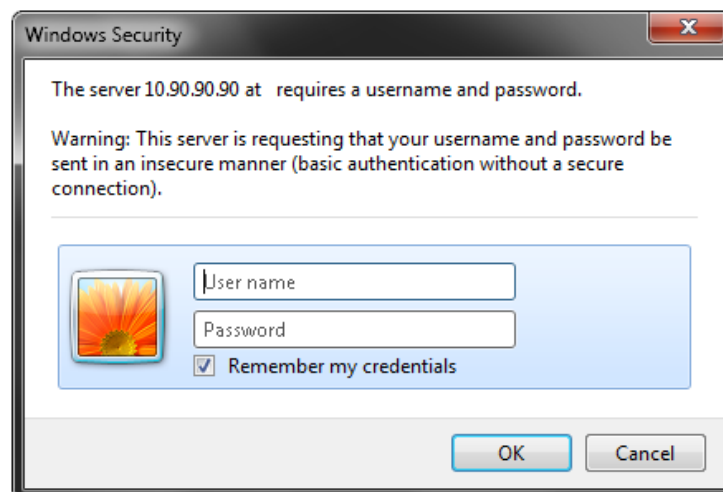 Windows Security
The server 10.90.90.90 at   requires a username and password.
Warning: This server is requesting that your username and password be
sent in an insecure manner (basic authentication without a secure
connection).
User name
Password
Remember my credentials
OK Cancel